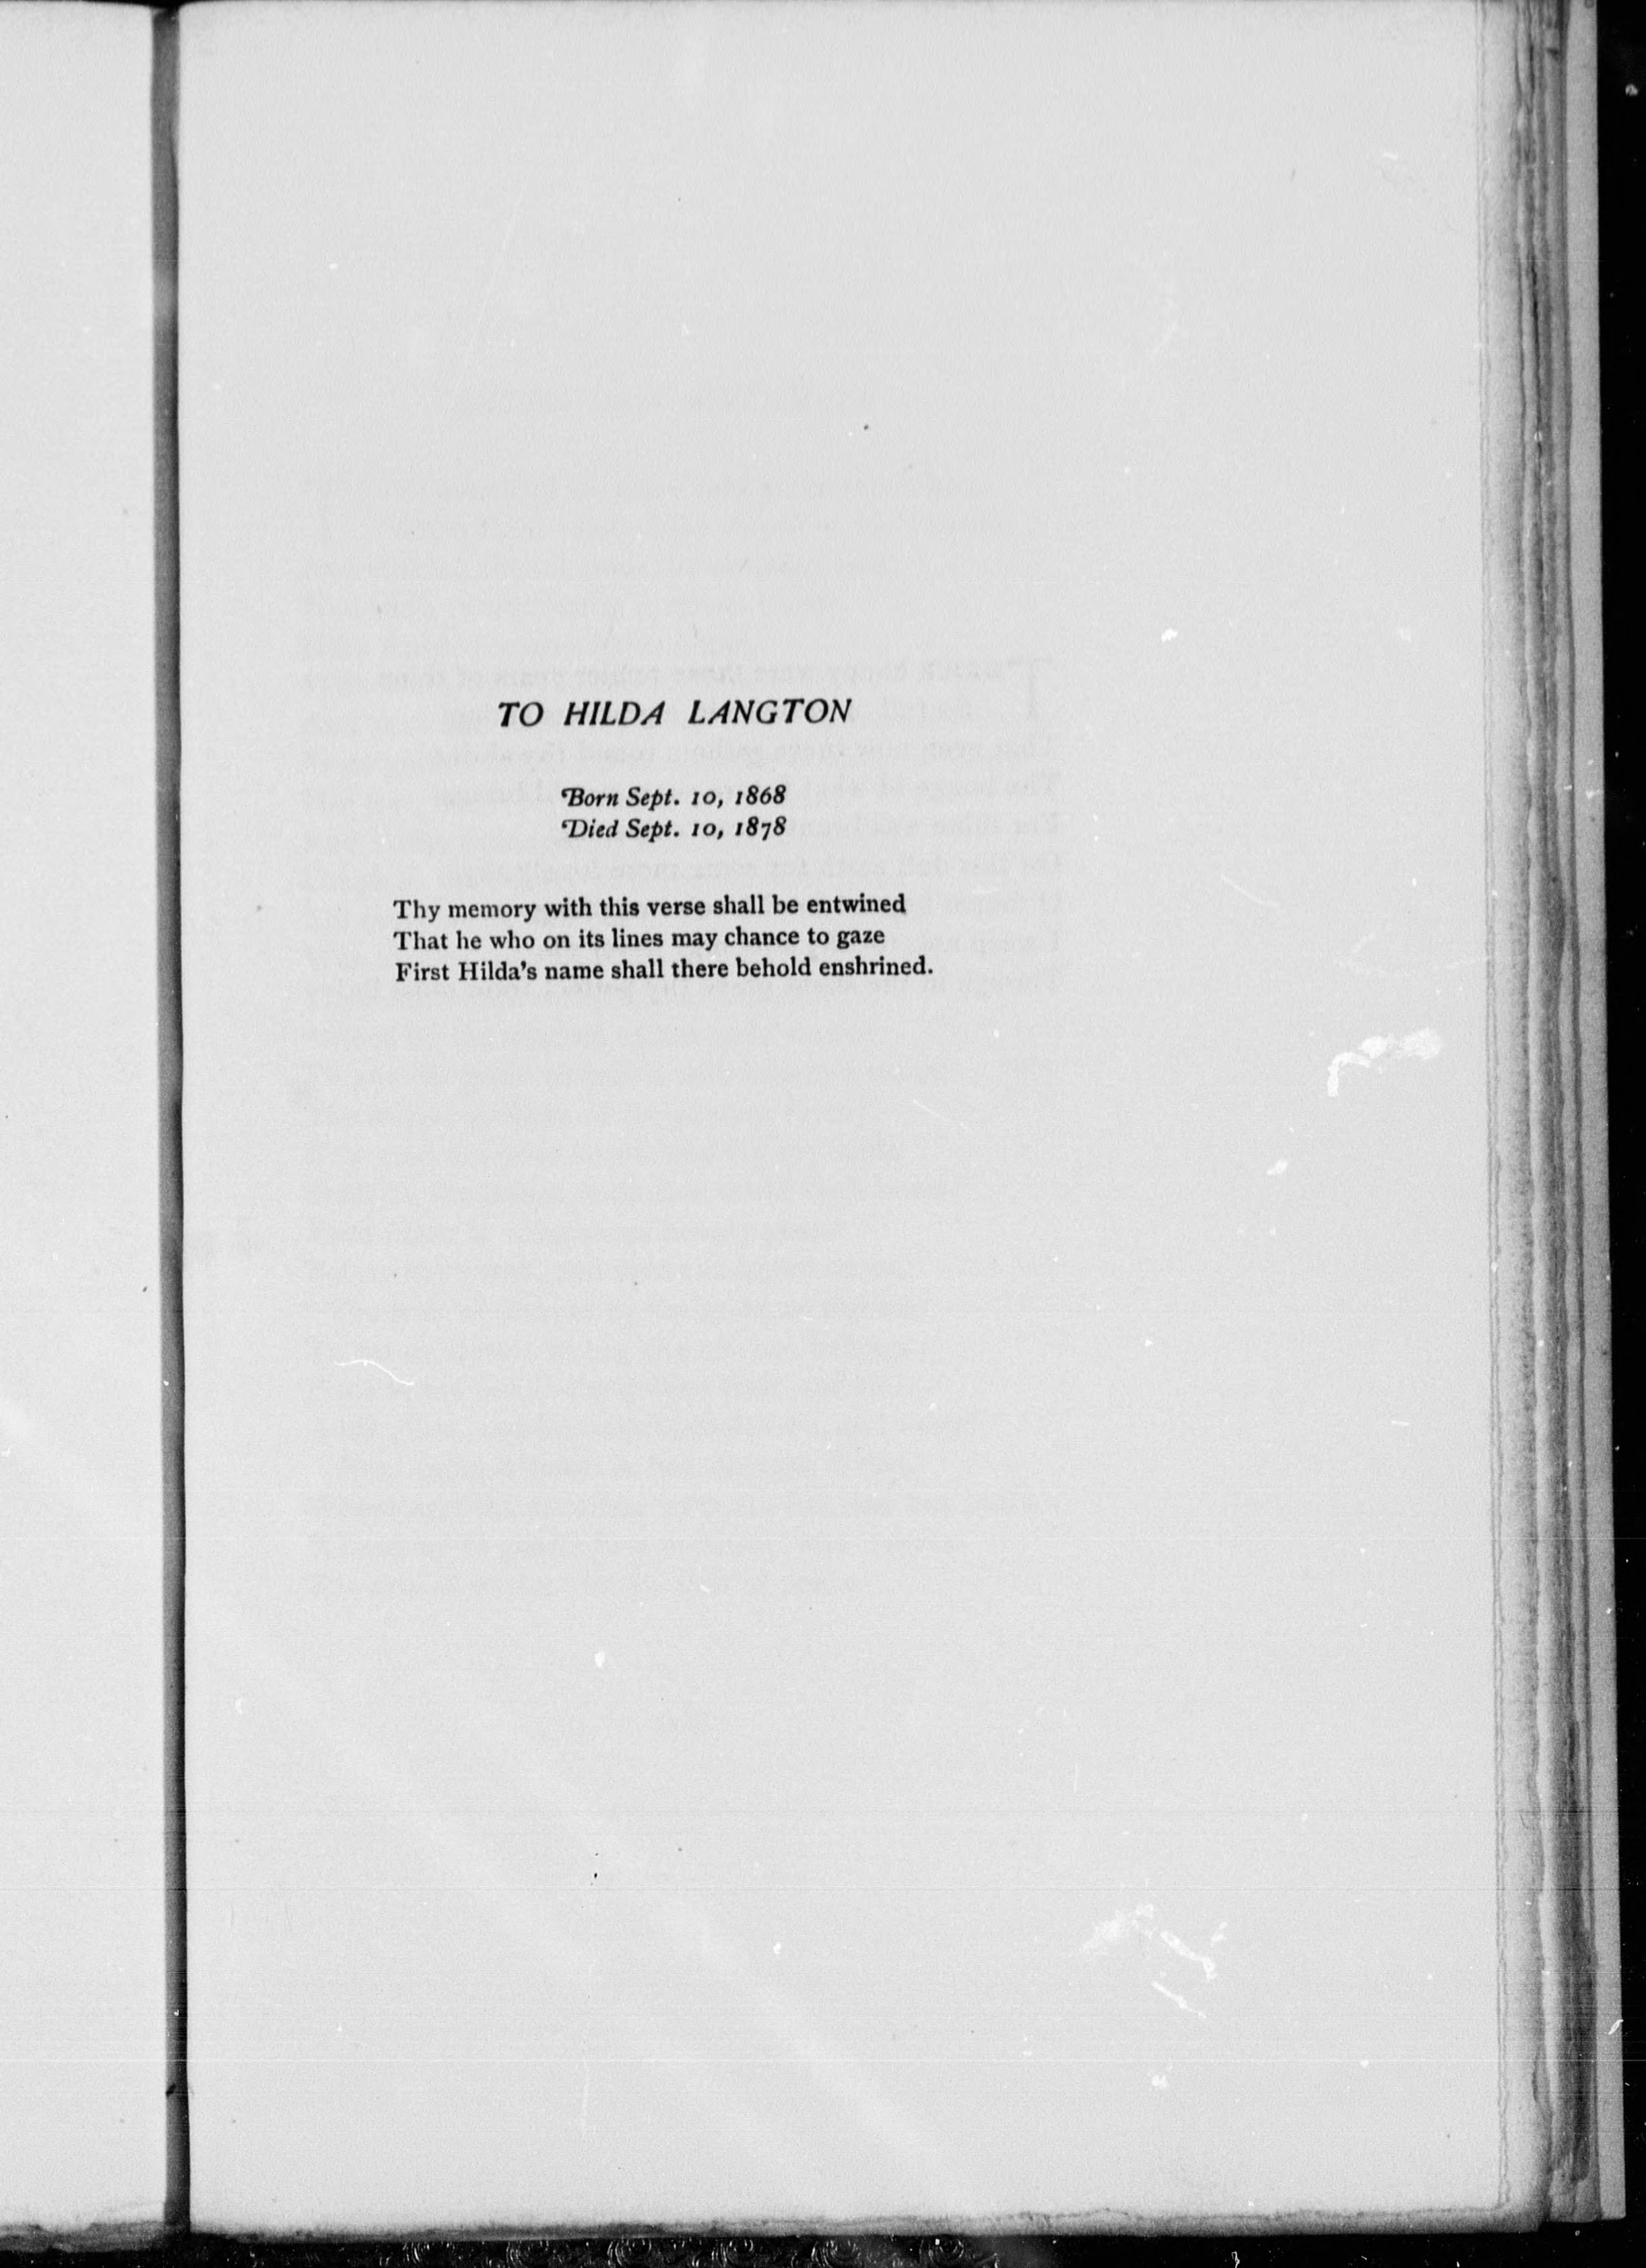 TO HILDA LANGTON
Born Sept. 10, 1868
Died Sept. 10, 1878
Thy memory with this verse shall be entwined
That he who on its lines may chance to gaze
First Hilda's name shall there behold enshrined.